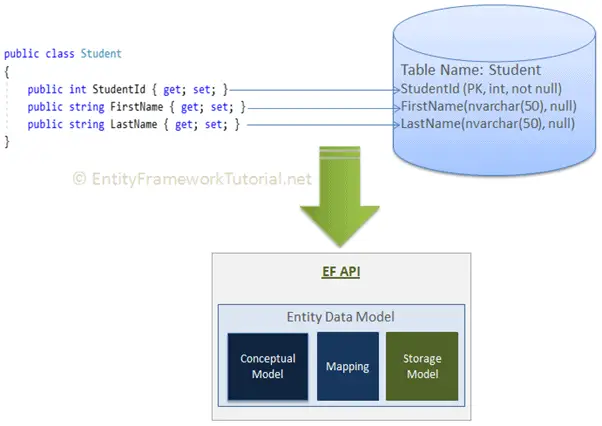 public class Student
{
public int StudentId { get; set; }
public string FirstName { get; set; }
public string LastName { get; set; }
}
Table Name: Student
StudentId (PK, int, not null)
FirstName(nvarchar(50), null)
LastName(nvarchar(50), null)
© EntityFrameworkTutorial.net
EF API
Entity Data Model
Conceptual
Model
Mapping
Storage
Model